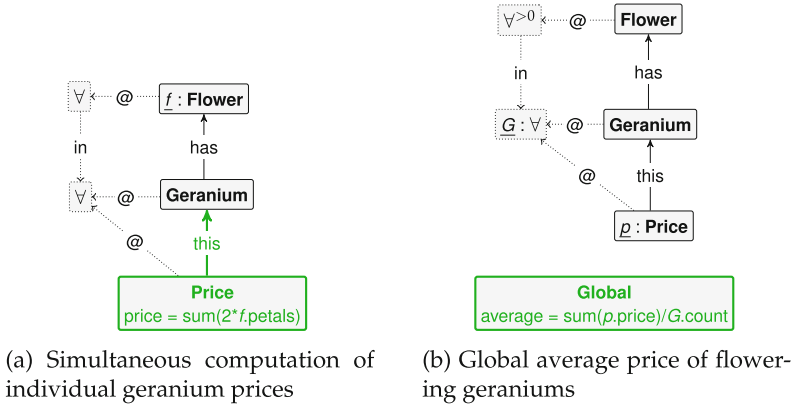 ∀
@
f : Flower
in
has
∀
@
Geranium
@
this
Price
price = sum(2*f.petals)
(a) Simultaneous computation of
individual geranium prices
∀>0
@
Flower
in
has
G : ∀
@
Geranium
@
this
p : Price
Global
average = sum(p.price)/G.count
(b) Global average price of flower-
ing geraniums